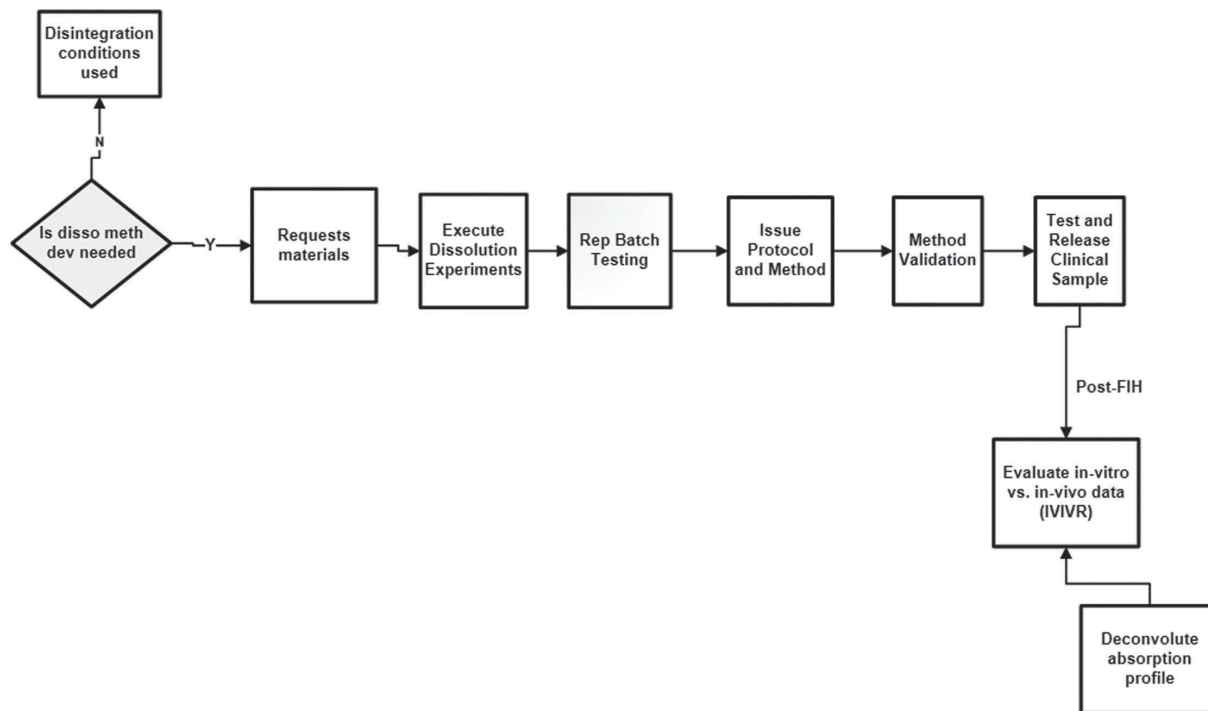 Disintegration
conditions
used
N
Is disso meth
dev needed
Y
Requests
materials
Execute
Dissolution
Experiments
Rep Batch
Testing
Issue
Protocol
and Method
Method
Validation
Test and
Release
Clinical
Sample
Post-FIH
Evaluate in-vitro
vs. in-vivo data
(IVIVR)
Deconvolute
absorption
profile